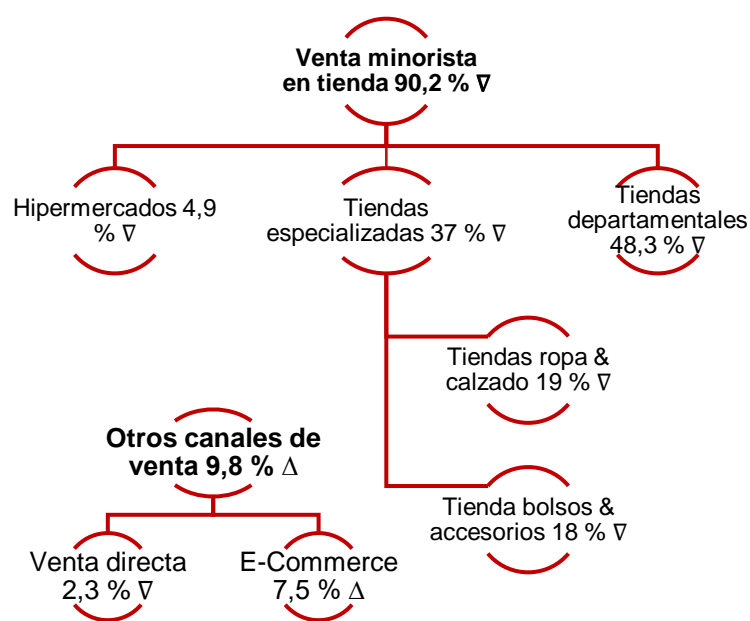 Venta minorista
en tienda 90,2 % ∇
Hipermercados 4,9
% ∇
Tiendas
especializadas 37 % ∇
Tiendas
departamentales
48,3 % ∇
Tiendas ropa &
calzado 19 % ∇
Tienda bolsos &
accesorios 18 % ∇
Otros canales de
venta 9,8 % ∆
Venta directa
2,3 % ∇
E-Commerce
7,5 % ∆